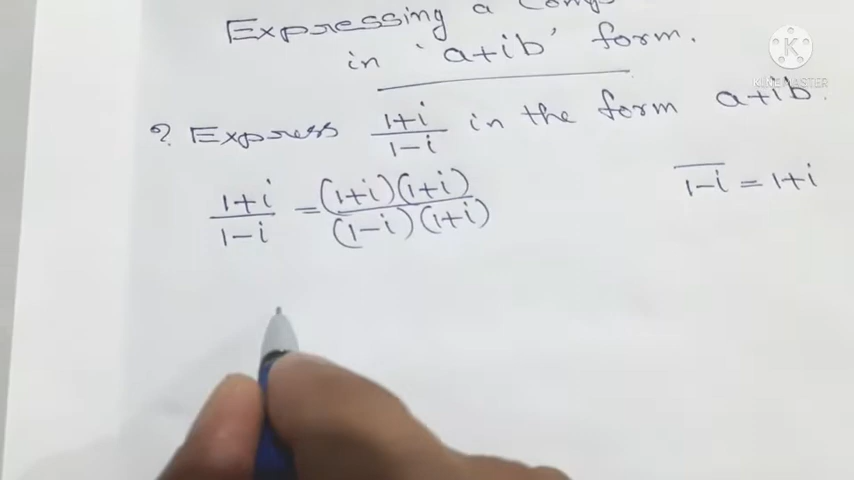 Expressing a
in 'a+ib' form.
? Express (1+i)/(1-i) in the form a+ib.
(1+i)/(1-i) = ((1+i)(1+i))/((1-i)(1+i))
\overline{1-i} = 1+i
KINEMASTER